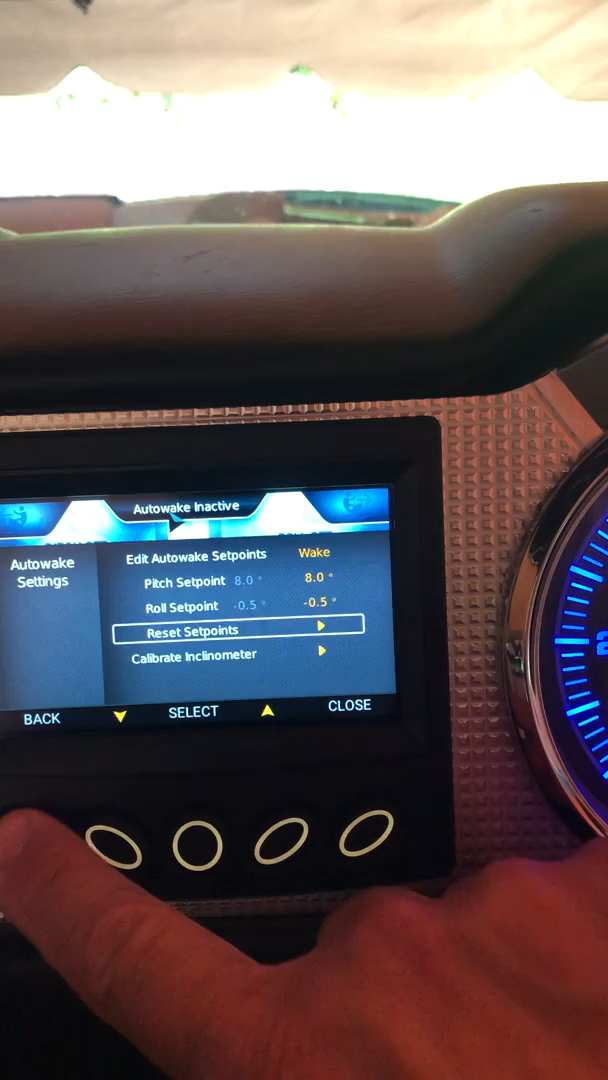 Autowake Inactive
Autowake
Settings
Edit Autowake Setpoints Wake
Pitch Setpoint 8.0 ° 8.0 °
Roll Setpoint -0.5 ° -0.5 °
Reset Setpoints
Calibrate Inclinometer
BACK SELECT CLOSE